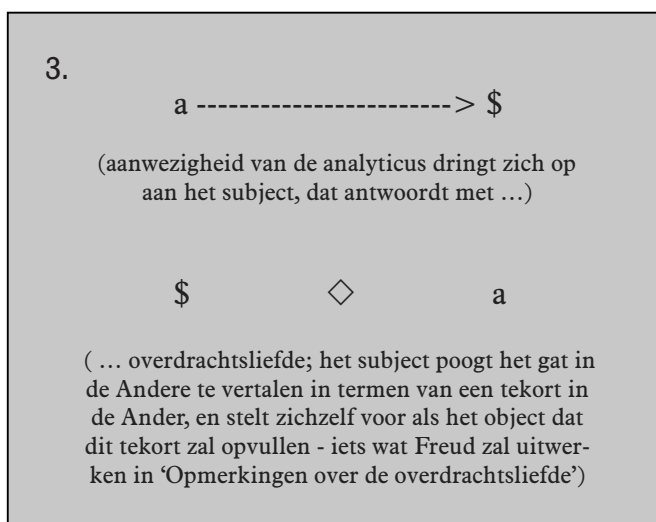 3.
a ------------------------> $
(aanwezigheid van de analyticus dringt zich op
aan het subject, dat antwoordt met …)
$ ◇ a
( … overdrachtsliefde; het subject poogt het gat in
de Andere te vertalen in termen van een tekort in
de Ander, en stelt zichzelf voor als het object dat
dit tekort zal opvullen - iets wat Freud zal uitwer-
ken in ‘Opmerkingen over de overdrachtsliefde’)